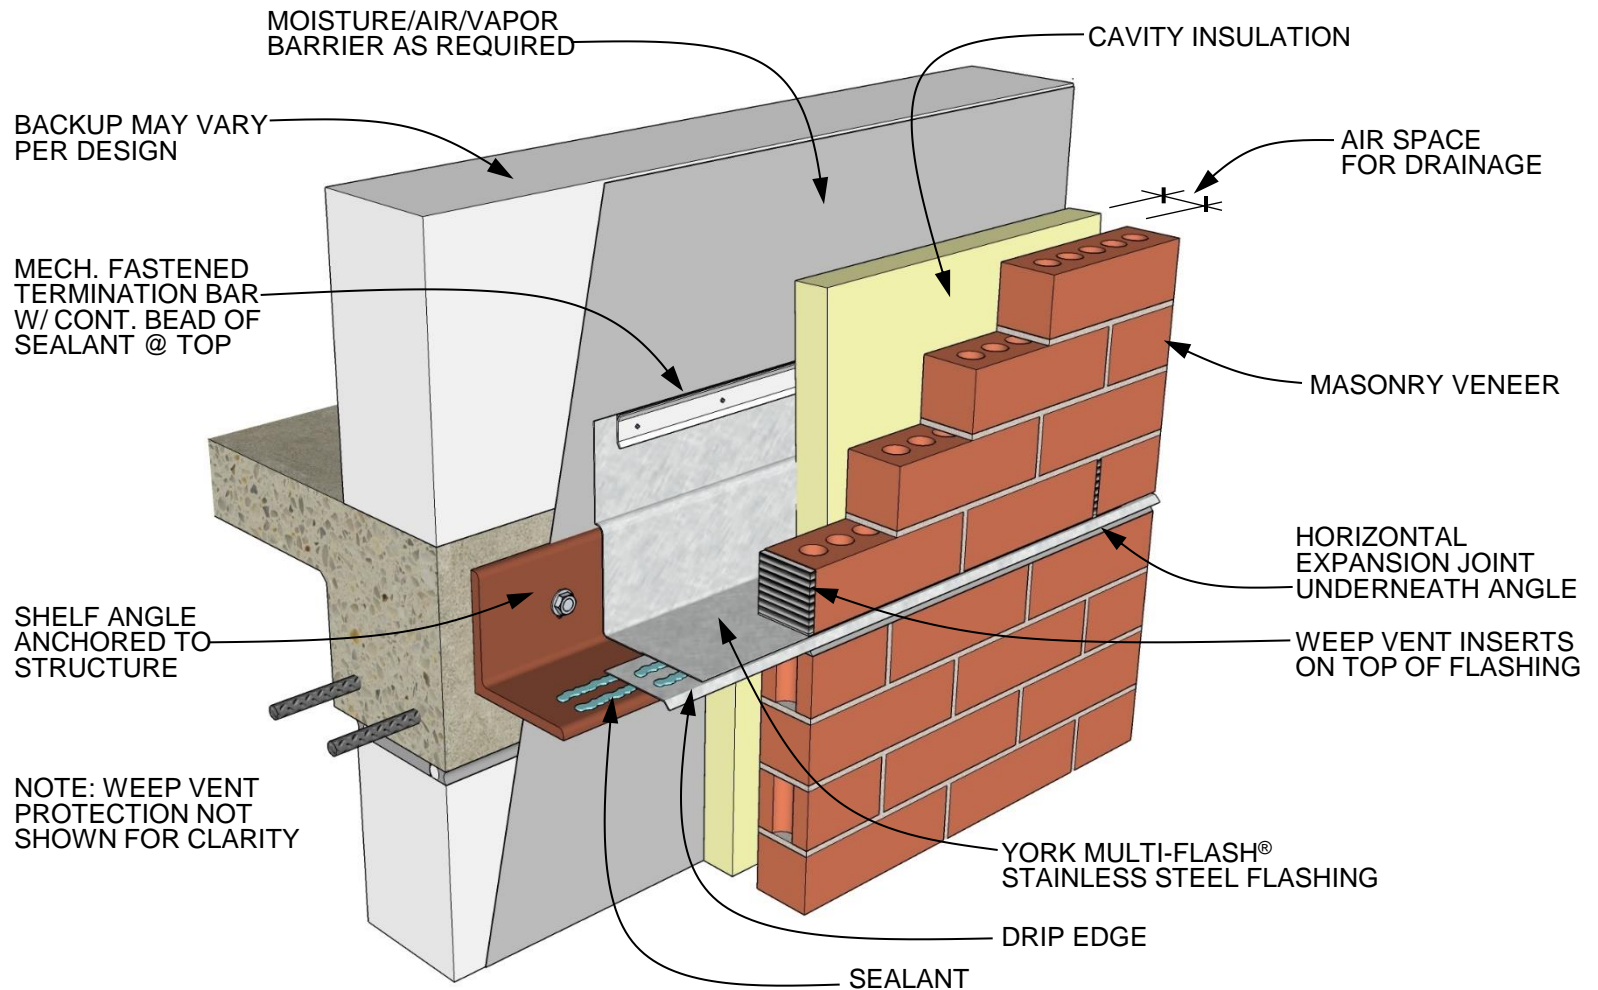 MOISTURE/AIR/VAPOR
BARRIER AS REQUIRED
CAVITY INSULATION
BACKUP MAY VARY
PER DESIGN
AIR SPACE
FOR DRAINAGE
MECH. FASTENED
TERMINATION BAR
W/ CONT. BEAD OF
SEALANT @ TOP
MASONRY VENEER
HORIZONTAL
EXPANSION JOINT
UNDERNEATH ANGLE
SHELF ANGLE
ANCHORED TO
STRUCTURE
WEEP VENT INSERTS
ON TOP OF FLASHING
NOTE: WEEP VENT
PROTECTION NOT
SHOWN FOR CLARITY
YORK MULTI-FLASH®
STAINLESS STEEL FLASHING
DRIP EDGE
SEALANT